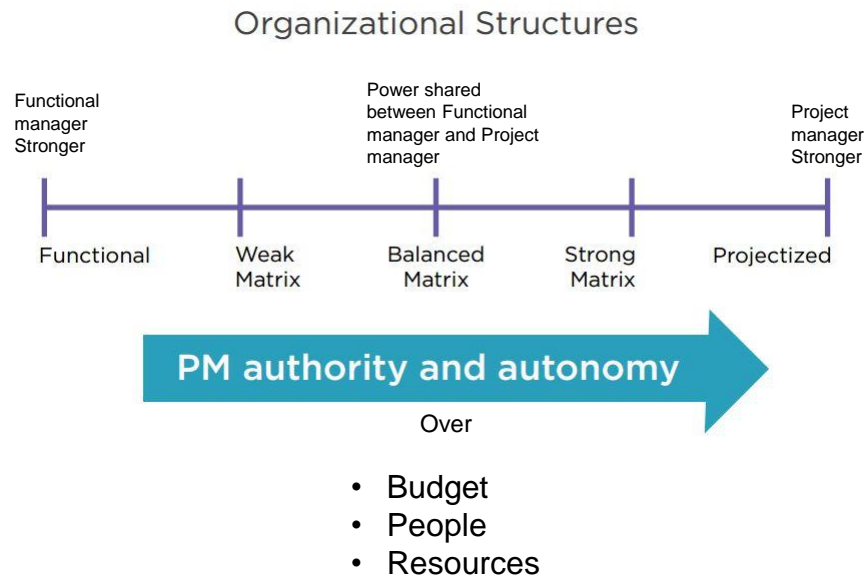 Organizational Structures
Functional
manager
Stronger
Power shared
between Functional
manager and Project
manager
Project
manager
Stronger
Functional
Weak
Matrix
Balanced
Matrix
Strong
Matrix
Projectized
PM authority and autonomy
Over
• Budget
• People
• Resources